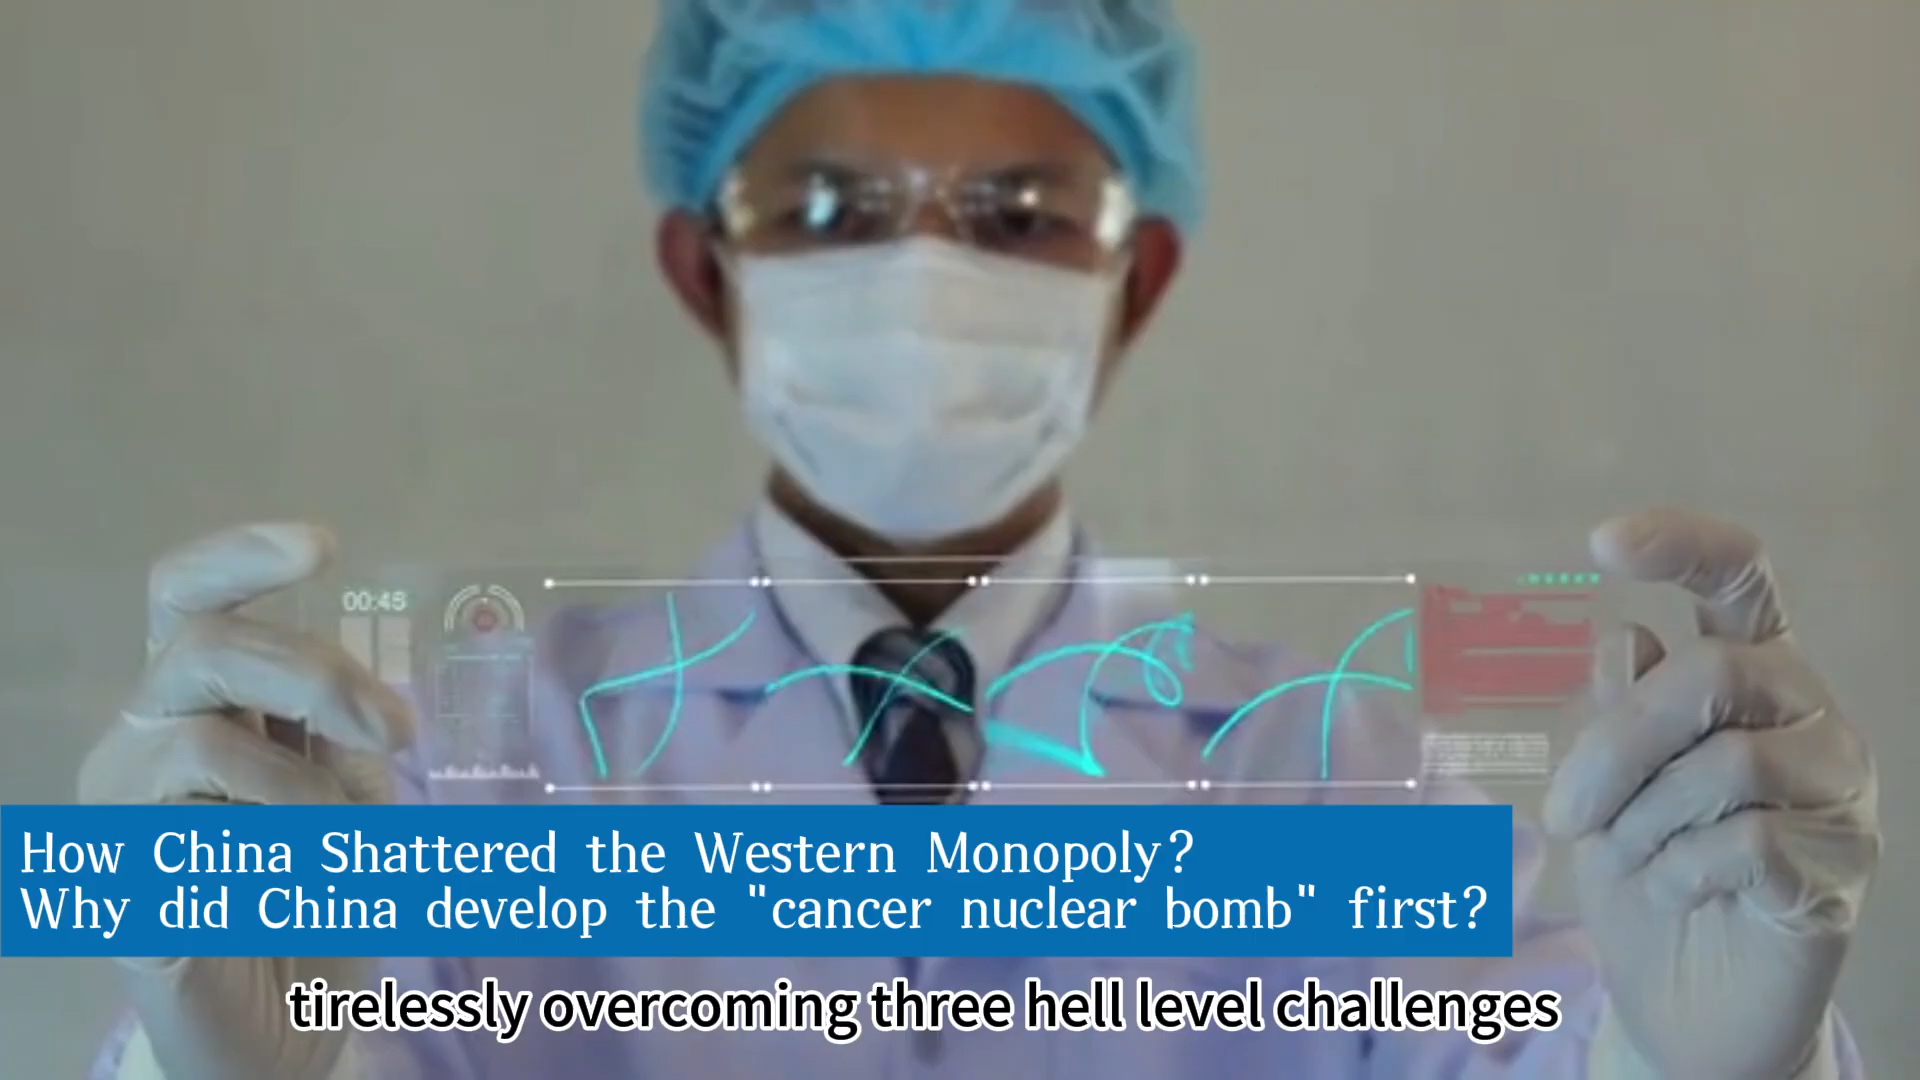 00:45
How China Shattered the Western Monopoly?
Why did China develop the "cancer nuclear bomb" first?
tirelessly overcoming three hell level challenges